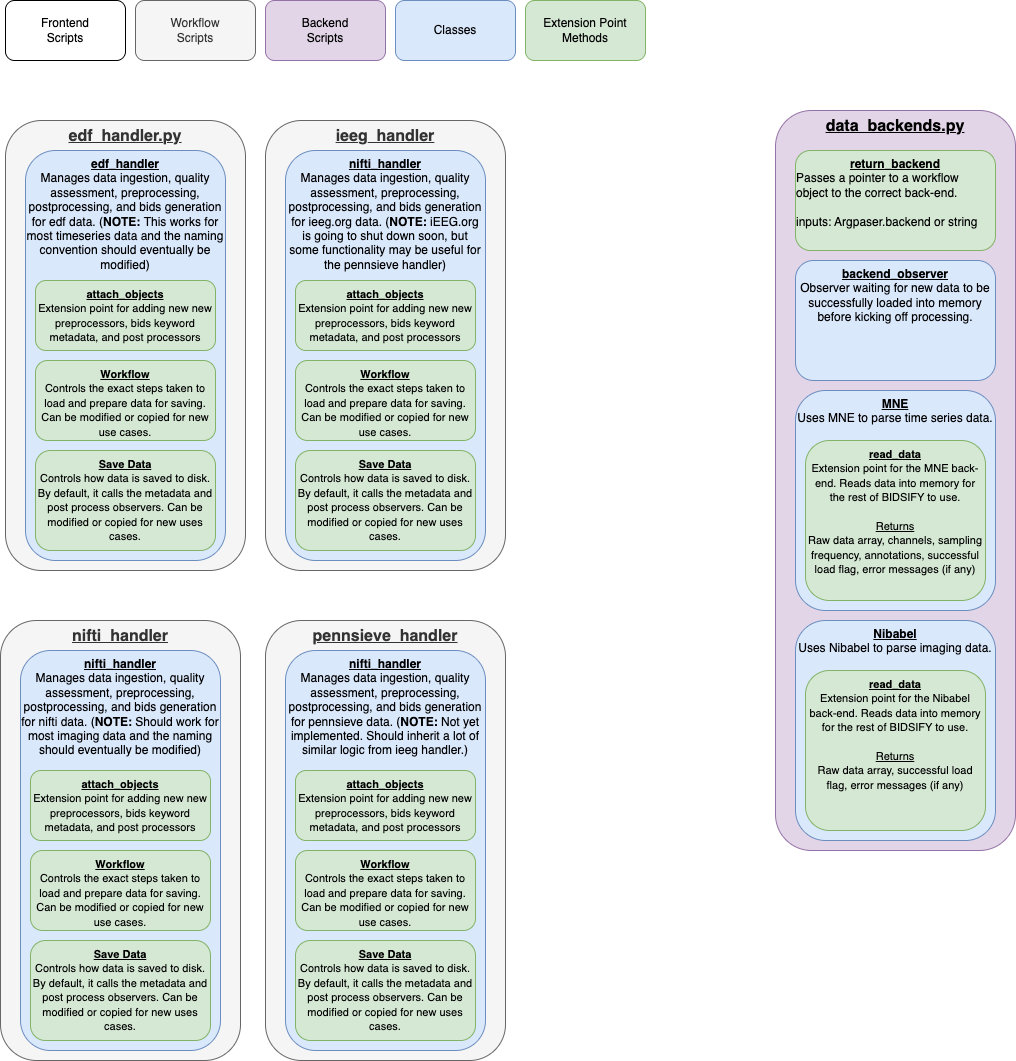 Frontend
Scripts
Workflow
Scripts
Backend
Scripts
Classes
Extension Point
Methods
edf_handler.py
edf_handler
Manages data ingestion, quality
assessment, preprocessing,
postprocessing, and bids generation
for edf data. (NOTE: This works for
most timeseries data and the naming
convention should eventually be
modified)
attach_objects
Extension point for adding new new
preprocessors, bids keyword
metadata, and post processors
Workflow
Controls the exact steps taken to
load and prepare data for saving.
Can be modified or copied for new
use cases.
Save Data
Controls how data is saved to disk.
By default, it calls the metadata and
post process observers. Can be
modified or copied for new uses
cases.
ieeg_handler
nifti_handler
Manages data ingestion, quality
assessment, preprocessing,
postprocessing, and bids generation
for ieeg.org data. (NOTE: iEEG.org
is going to shut down soon, but
some functionality may be useful for
the pennsieve handler)
attach_objects
Extension point for adding new new
preprocessors, bids keyword
metadata, and post processors
Workflow
Controls the exact steps taken to
load and prepare data for saving.
Can be modified or copied for new
use cases.
Save Data
Controls how data is saved to disk.
By default, it calls the metadata and
post process observers. Can be
modified or copied for new uses
cases.
data_backends.py
return_backend
Passes a pointer to a workflow
object to the correct back-end.
inputs: Argpaser.backend or string
backend_observer
Observer waiting for new data to be
successfully loaded into memory
before kicking off processing.
MNE
Uses MNE to parse time series data.
read_data
Extension point for the MNE back-
end. Reads data into memory for
the rest of BIDSIFY to use.
Returns
Raw data array, channels, sampling
frequency, annotations, successful
load flag, error messages (if any)
Nibabel
Uses Nibabel to parse imaging data.
read_data
Extension point for the Nibabel
back-end. Reads data into memory
for the rest of BIDSIFY to use.
Returns
Raw data array, successful load
flag, error messages (if any)
nifti_handler
nifti_handler
Manages data ingestion, quality
assessment, preprocessing,
postprocessing, and bids generation
for nifti data. (NOTE: Should work for
most imaging data and the naming
should eventually be modified)
attach_objects
Extension point for adding new new
preprocessors, bids keyword
metadata, and post processors
Workflow
Controls the exact steps taken to
load and prepare data for saving.
Can be modified or copied for new
use cases.
Save Data
Controls how data is saved to disk.
By default, it calls the metadata and
post process observers. Can be
modified or copied for new uses
cases.
pennsieve_handler
nifti_handler
Manages data ingestion, quality
assessment, preprocessing,
postprocessing, and bids generation
for pennsieve data. (NOTE: Not yet
implemented. Should inherit a lot of
similar logic from ieeg handler.)
attach_objects
Extension point for adding new new
preprocessors, bids keyword
metadata, and post processors
Workflow
Controls the exact steps taken to
load and prepare data for saving.
Can be modified or copied for new
use cases.
Save Data
Controls how data is saved to disk.
By default, it calls the metadata and
post process observers. Can be
modified or copied for new uses
cases.